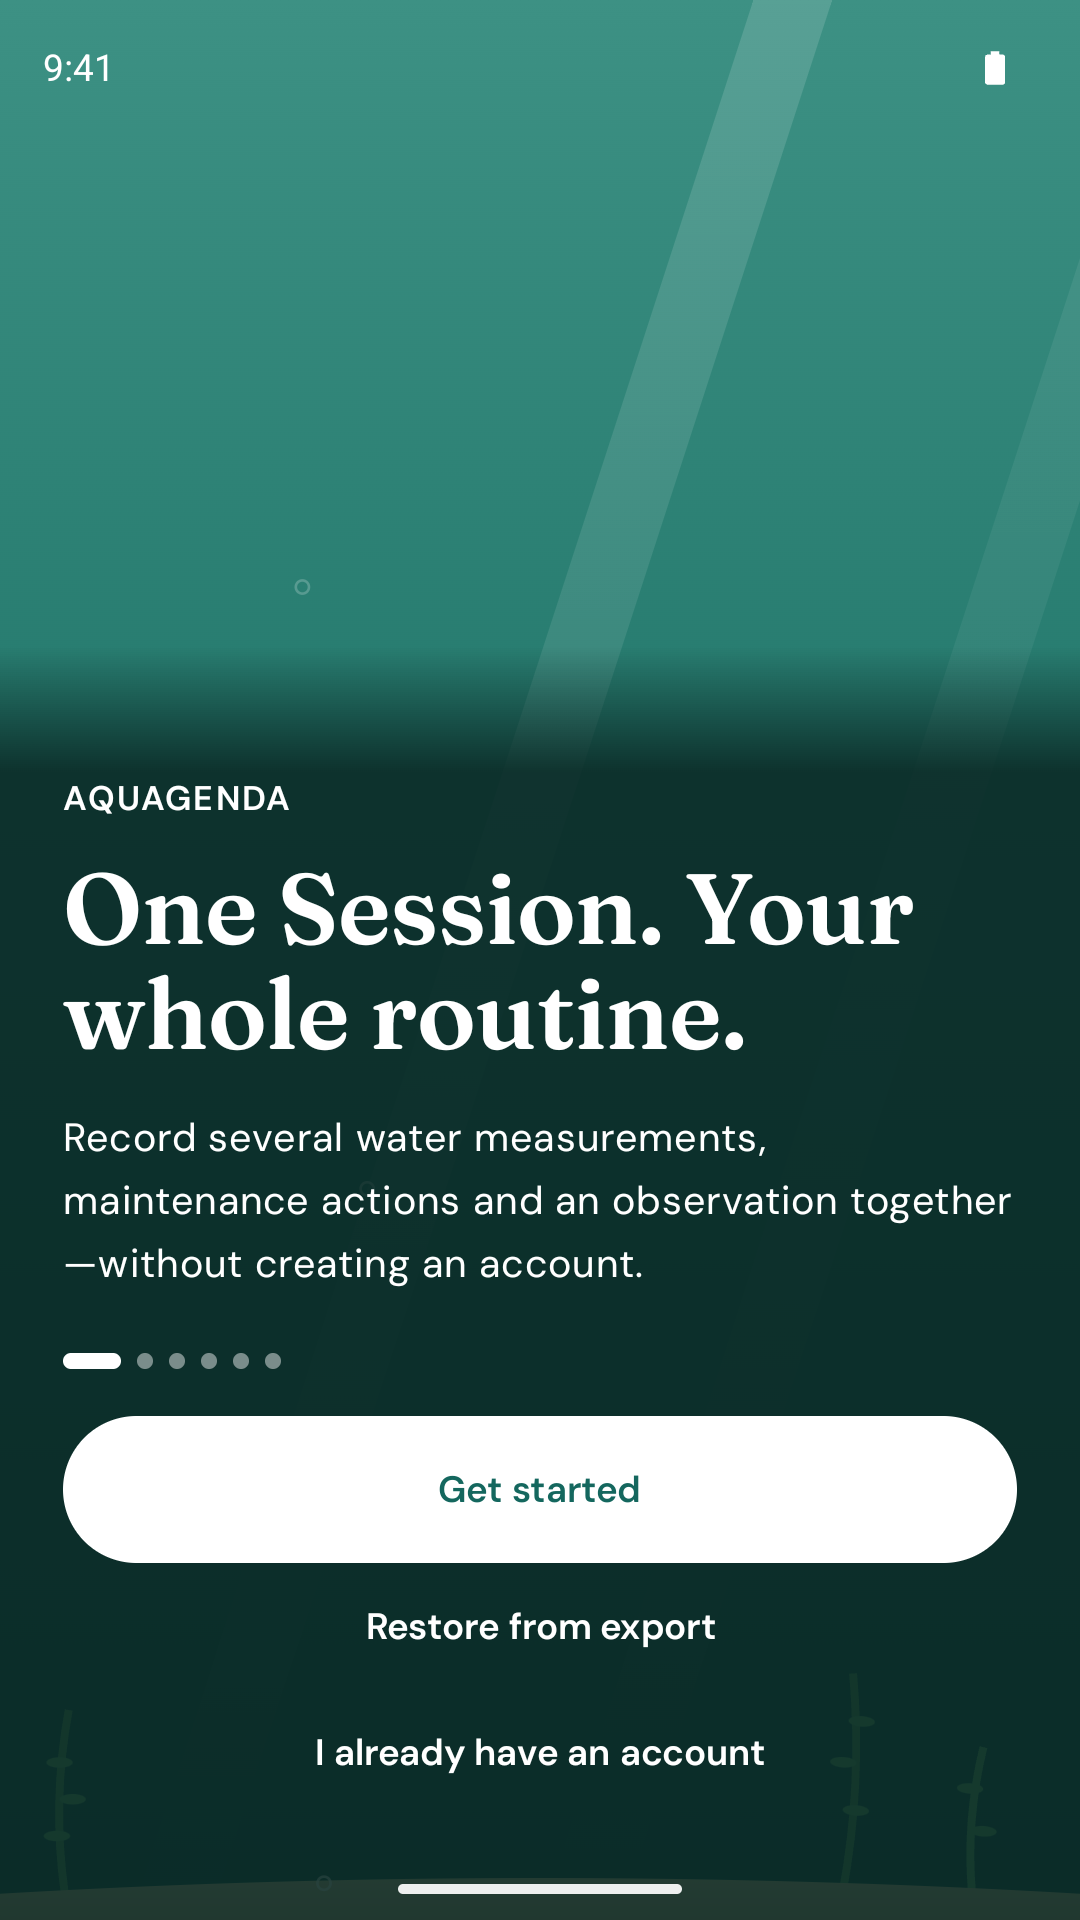 9:41
AQUAGENDA
One Session. Your
whole routine.
Record several water measurements,
maintenance actions and an observation together
—without creating an account.
Get started
Restore from export
I already have an account